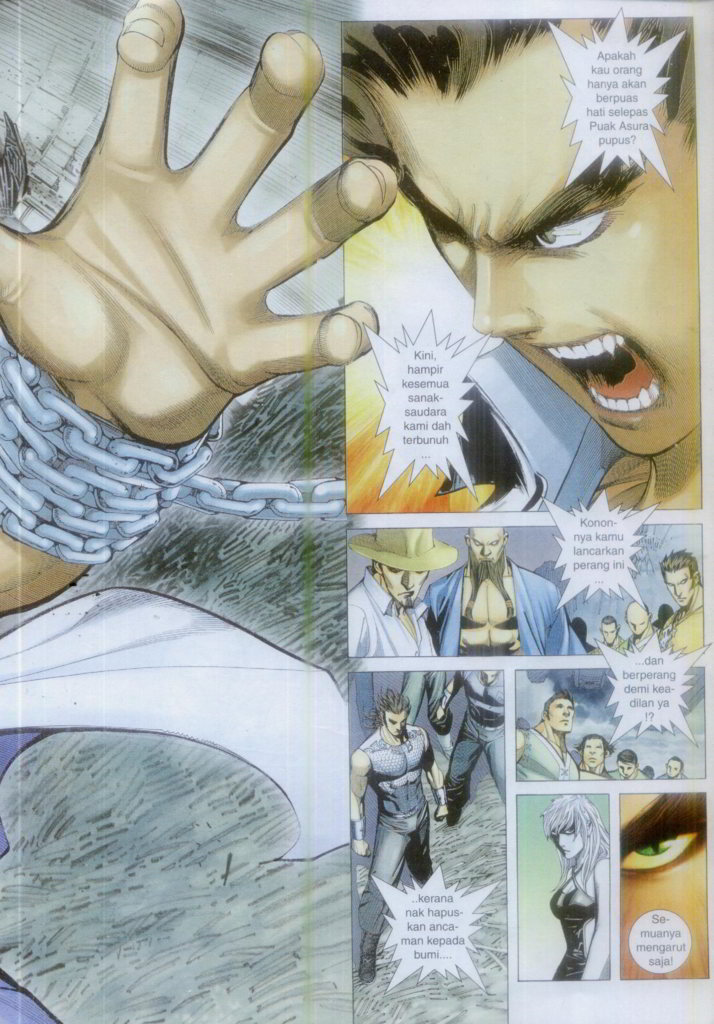 Apakah
kau orang
hanya akan
berpuas
hati selepas
Puak Asura
pupus?
Kini,
hampir
kesemua
sanak-
saudara
kami dah
terbunuh
...
Konon-
nya kamu
lancarkan
perang ini
...
...dan
berperang
demi kea-
dilan ya
!?
..kerana
nak hapus-
kan anca-
man kepada
bumi....
Se-
muanya
mengarut
saja!